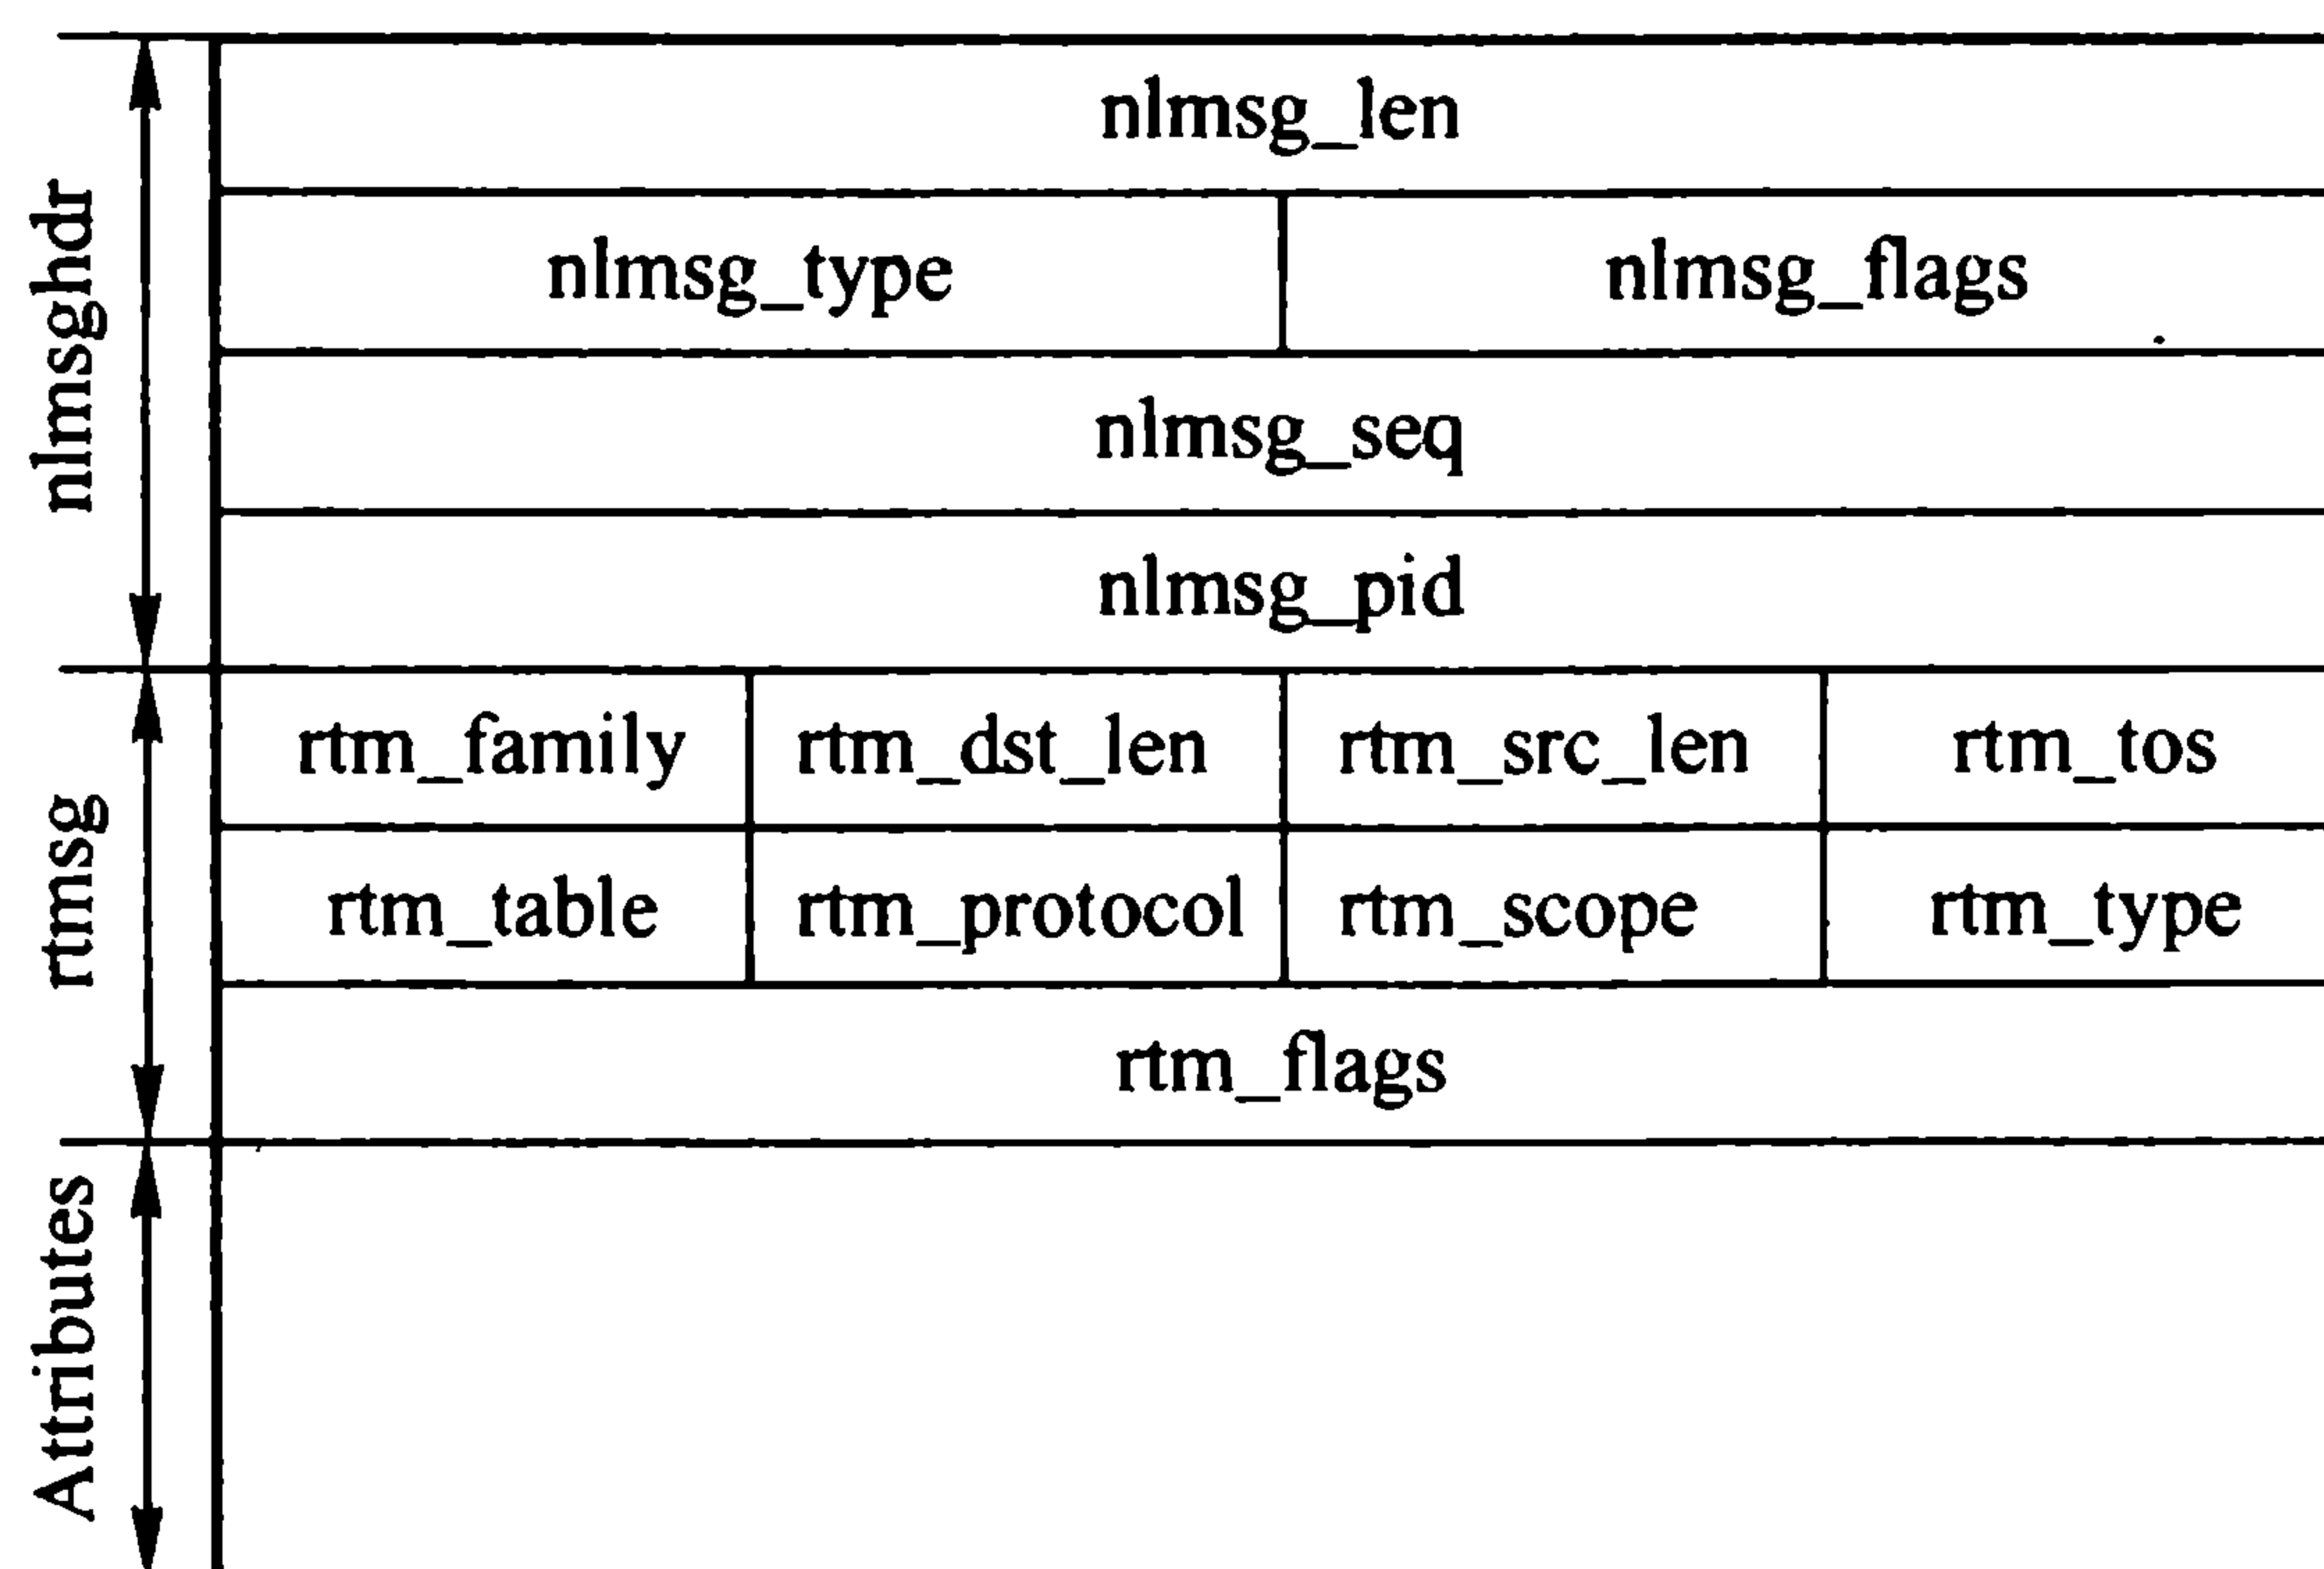 nlmsghdr
nlmsg_len
nlmsg_type nlmsg_flags
nlmsg_seq
nlmsg_pid
rtmsg
rtm_family rtm_dst_len rtm_src_len rtm_tos
rtm_table rtm_protocol rtm_scope rtm_type
rtm_flags
Attributes